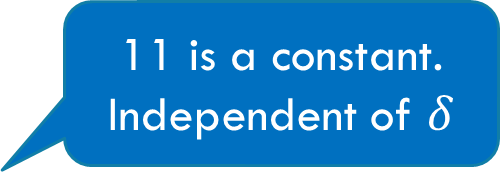 11 is a constant.
Independent of δ